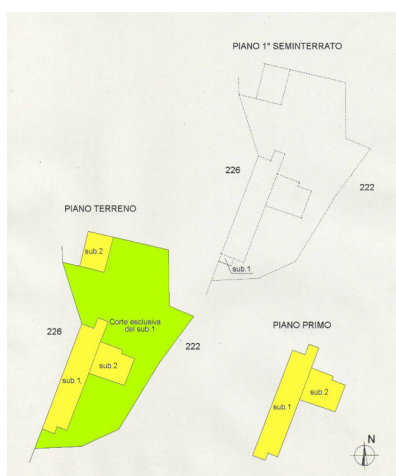 PIANO 1° SEMINTERRATO
226
222
sub.1
PIANO TERRENO
sub.2
Corte esclusiva
del sub.1
226
222
sub.2
sub.1
PIANO PRIMO
sub.2
sub.1
N